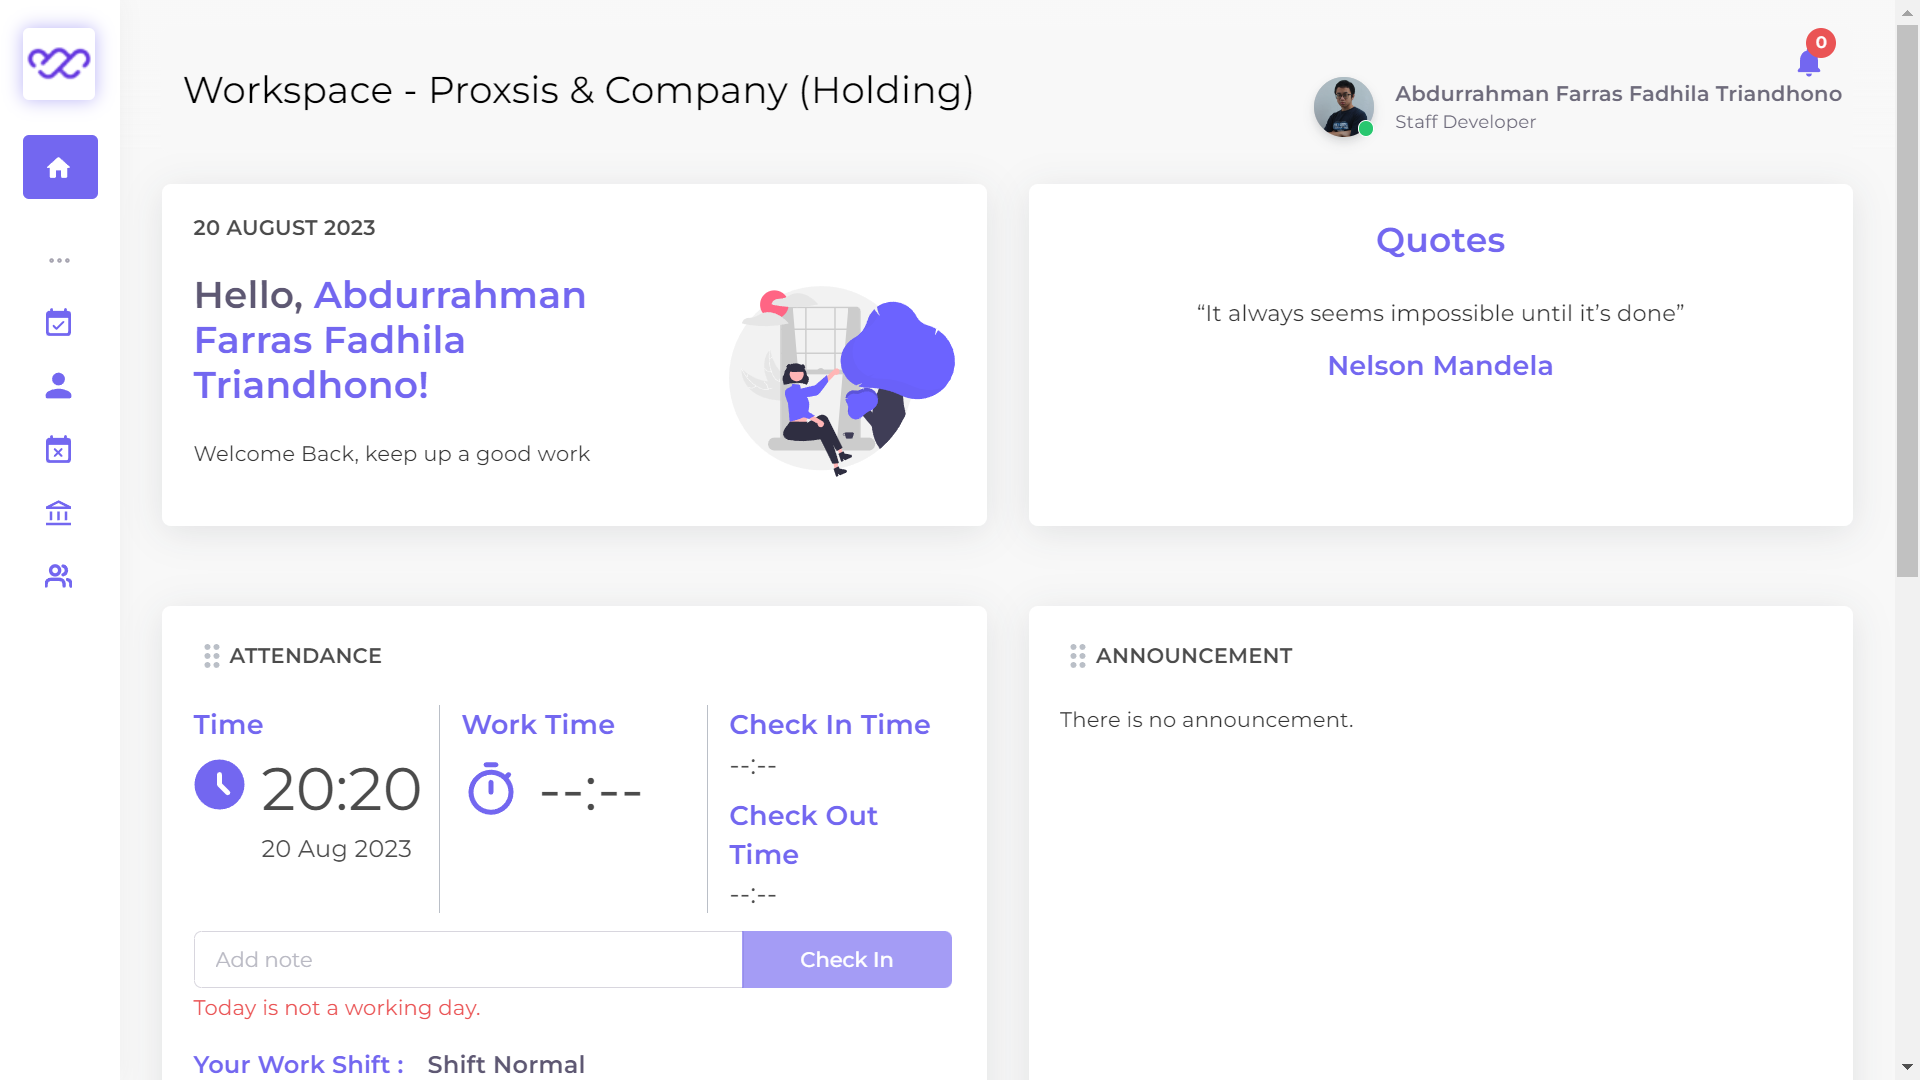 Workspace - Proxsis & Company (Holding)
0
Abdurrahman Farras Fadhila Triandhono
Staff Developer
20 AUGUST 2023
Hello, Abdurrahman
Farras Fadhila
Triandhono!
Welcome Back, keep up a good work
Quotes
“It always seems impossible until it’s done”
Nelson Mandela
ATTENDANCE
Time
20:20
20 Aug 2023
Work Time
--:--
Check In Time
--:--
Check Out
Time
--:--
Add note
Check In
Today is not a working day.
Your Work Shift : Shift Normal
ANNOUNCEMENT
There is no announcement.